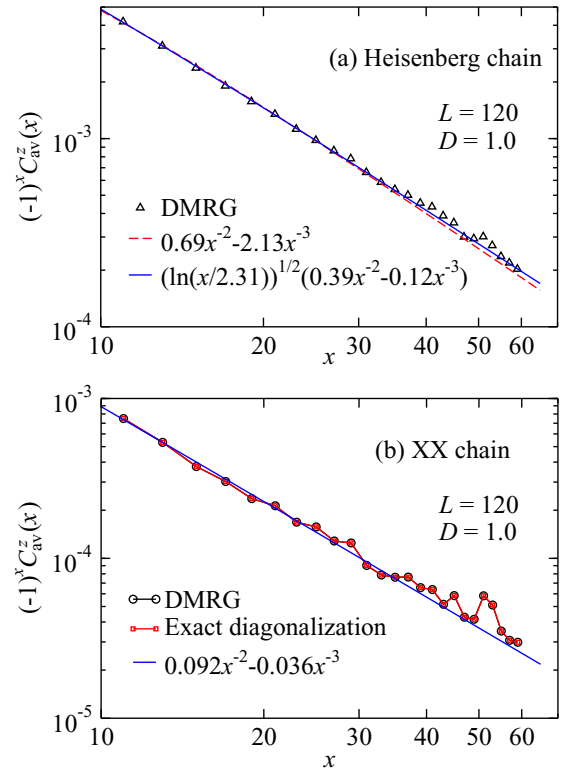 (a) Heisenberg chain
L = 120
D = 1.0
(-1)^x C^z_av(x)
10^-3
10^-4
DMRG
0.69x^-2-2.13x^-3
(ln(x/2.31))^1/2(0.39x^-2-0.12x^-3)
10 20 30 40 50 60
x
10^-3
(b) XX chain
L = 120
D = 1.0
(-1)^x C^z_av(x)
10^-4
DMRG
Exact diagonalization
0.092x^-2-0.036x^-3
10^-5
10 20 30 40 50 60
x